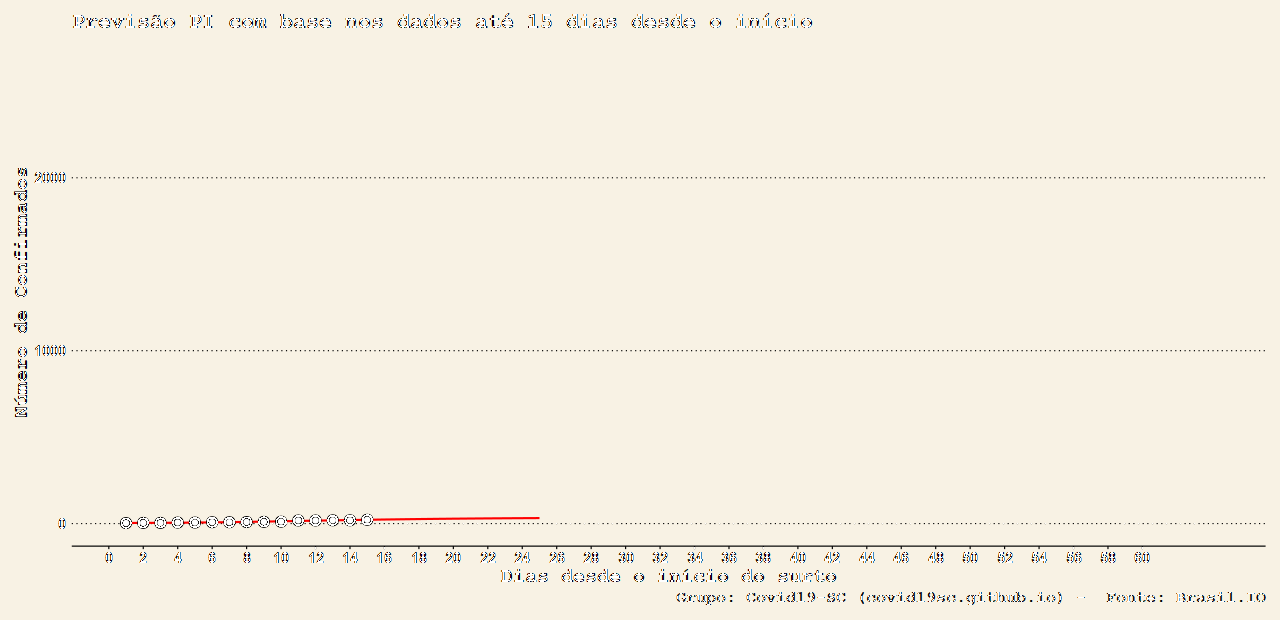 Previsão PI com base nos dados até 15 dias desde o início
Número de Confirmados
20000
10000
0
0 2 4 6 8 10 12 14 16 18 20 22 24 26 28 30 32 34 36 38 40 42 44 46 48 50 52 54 56 58 60
Dias desde o início do surto
Grupo: Covid19-SC (covid19sc.github.io) -- Fonte: Brasil.IO